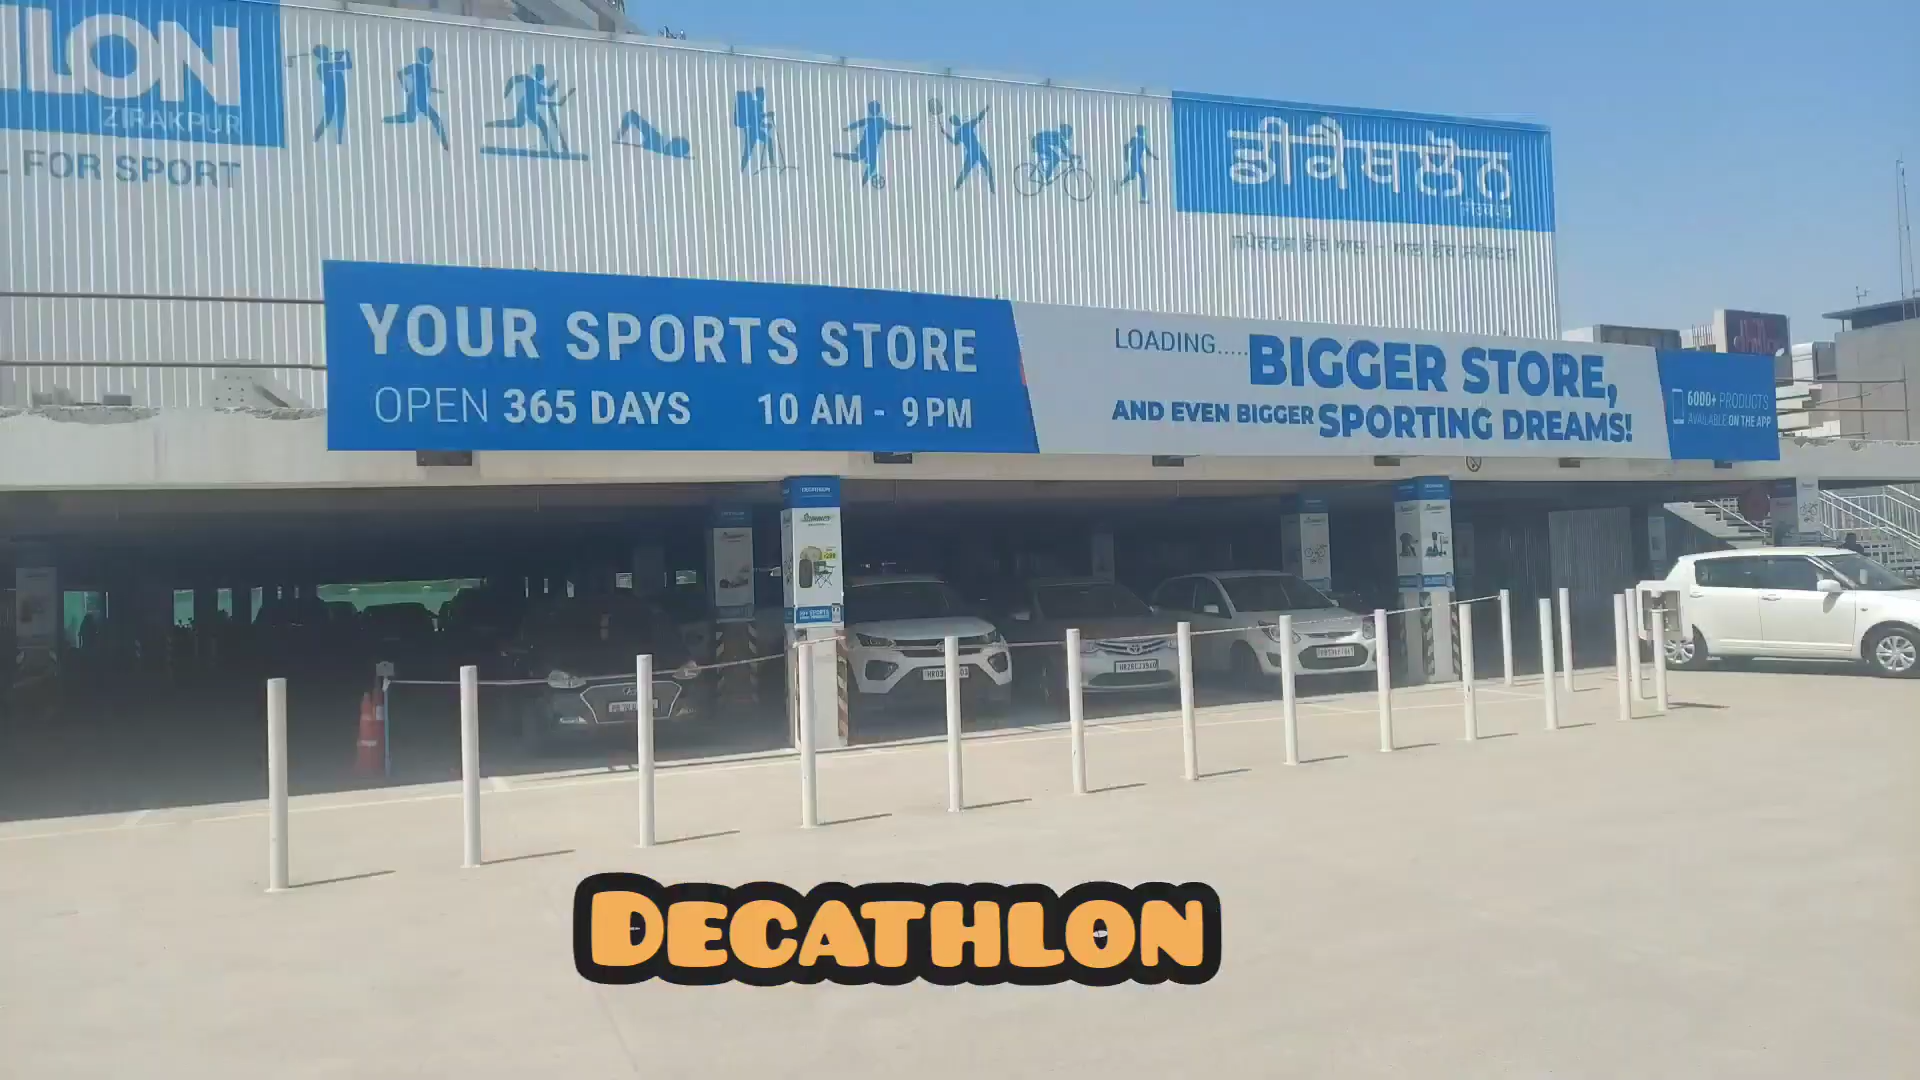 LON
ZIRAKPUR
FOR SPORT
ਡੀਕੈਥਲੋਨ
YOUR SPORTS STORE
OPEN 365 DAYS 10 AM - 9 PM
LOADING.....BIGGER STORE,
AND EVEN BIGGER SPORTING DREAMS!
6000+ PRODUCTS
AVAILABLE ON THE APP
DECATHLON